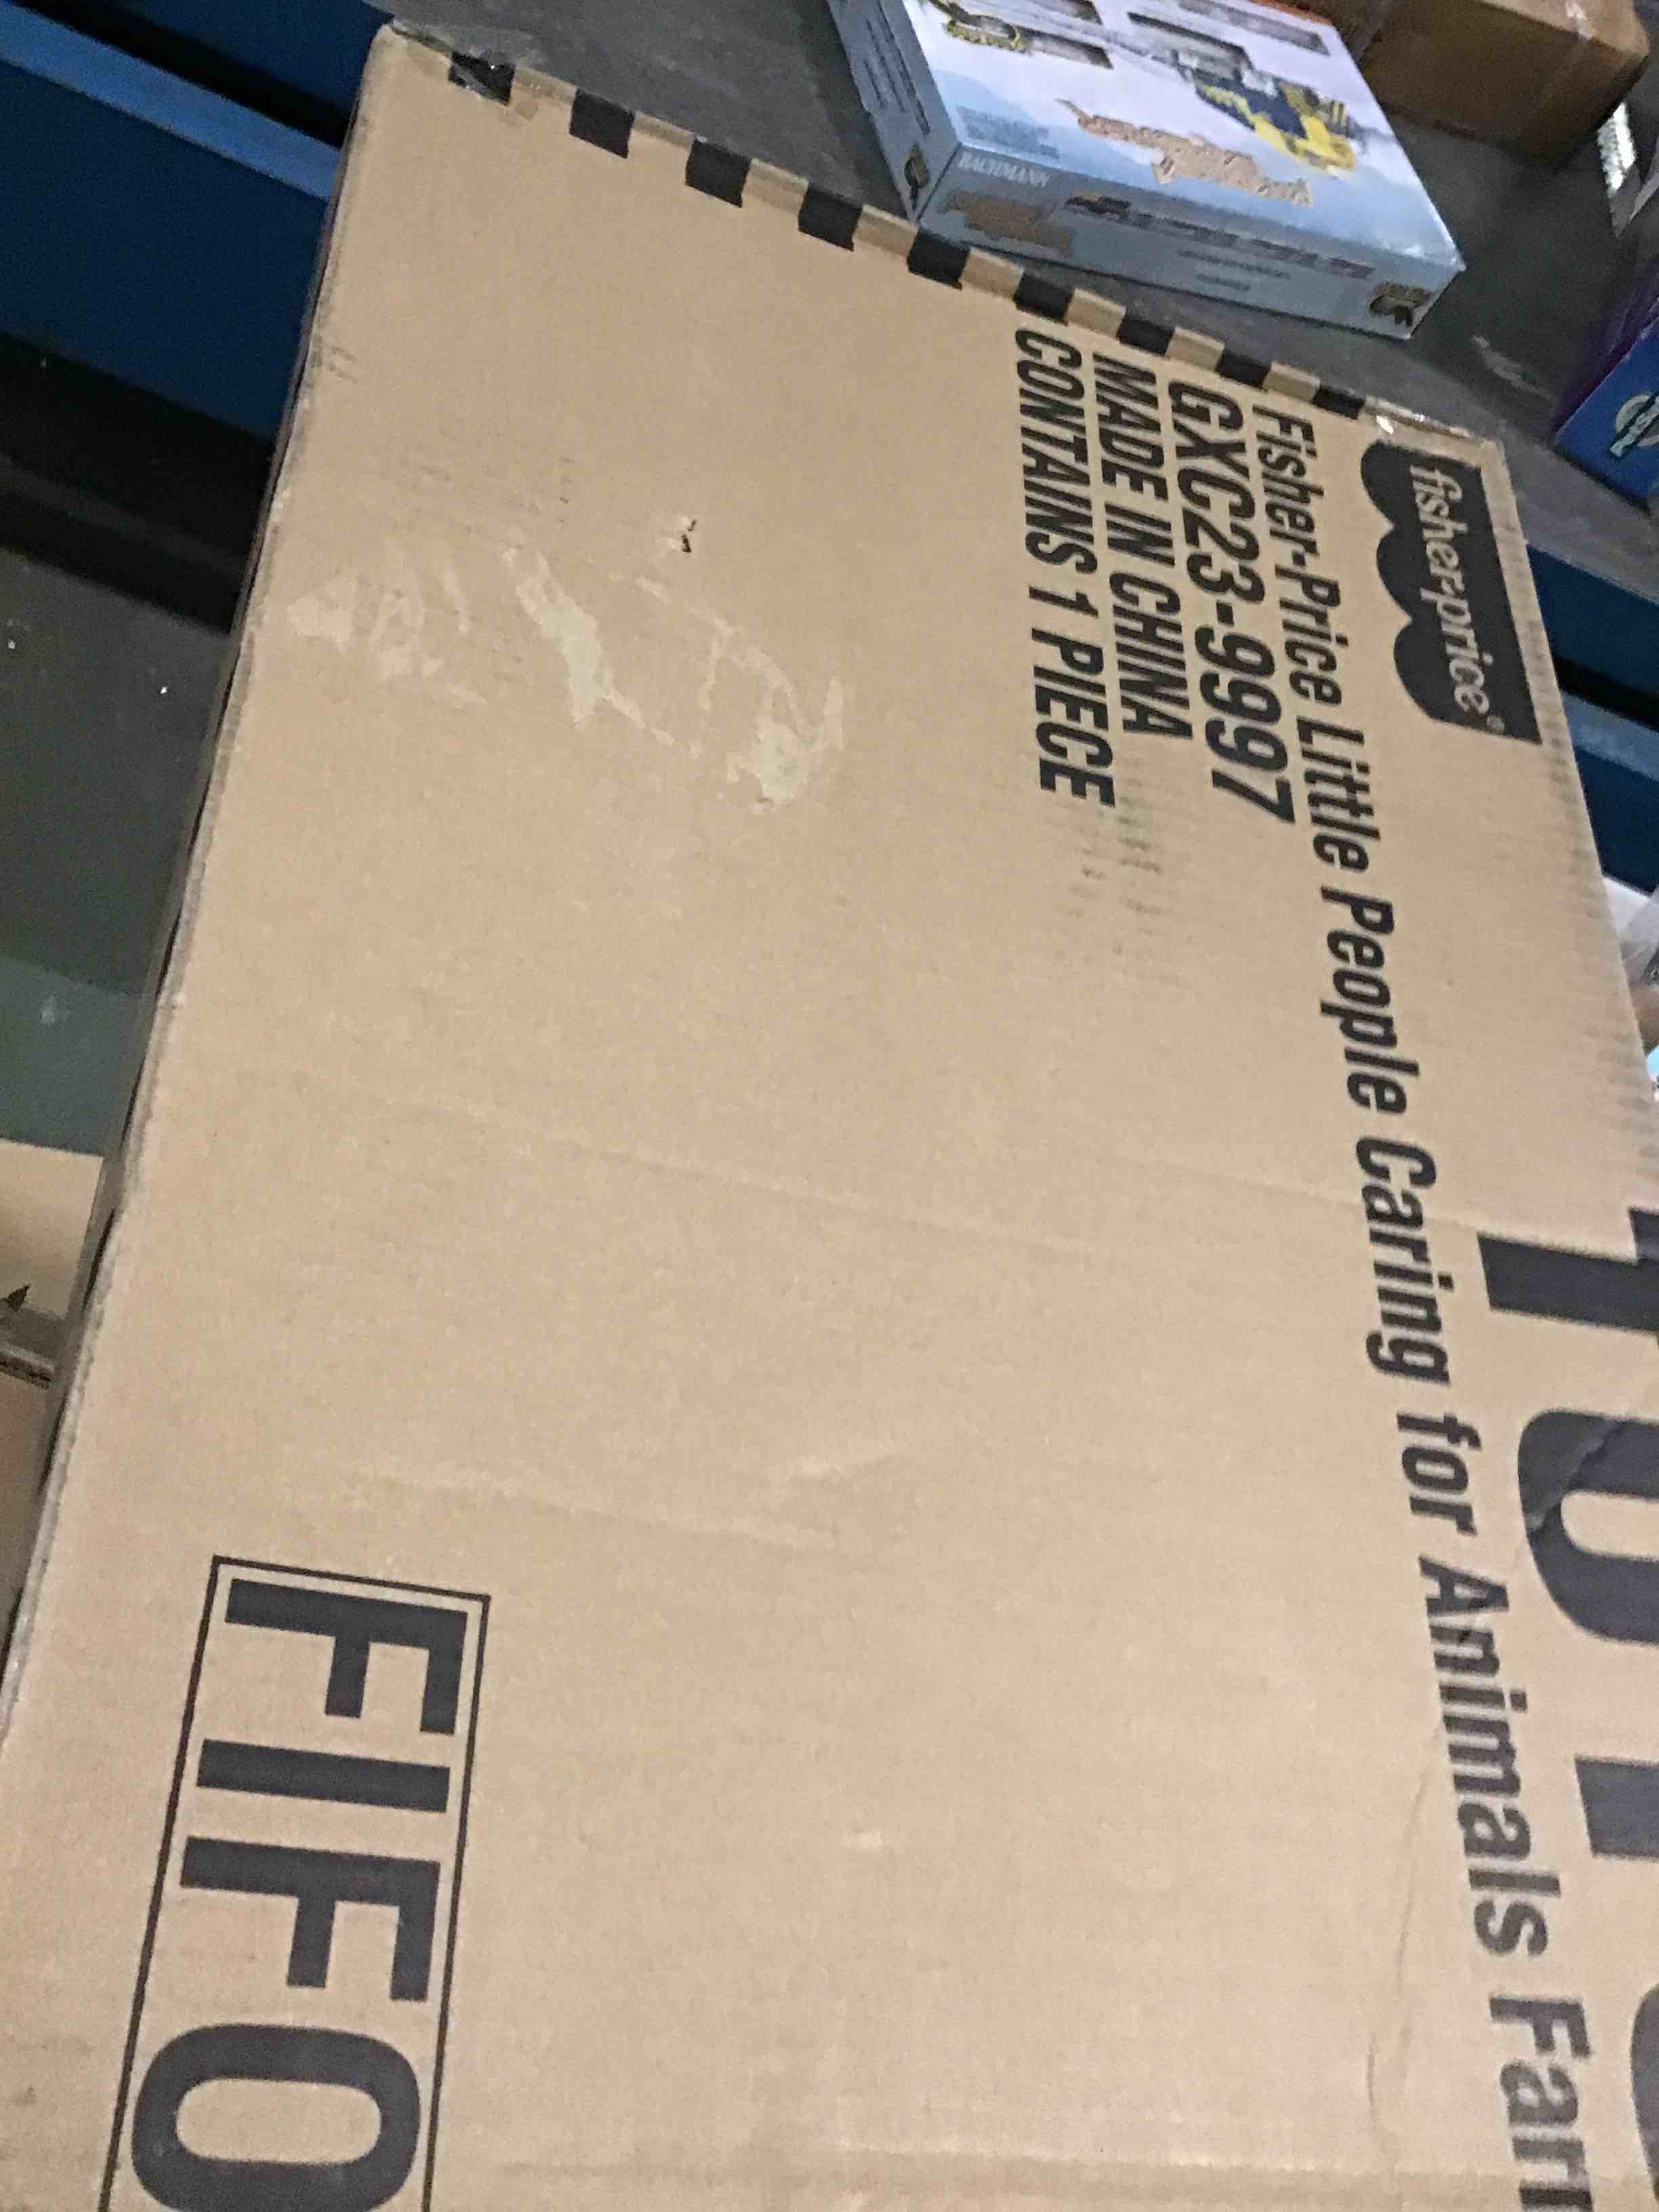 fisher-price®
Fisher-Price Little People Caring for Animals Far
GXC23-9997
MADE IN CHINA
CONTAINS 1 PIECE
FIFO
BACHMANN